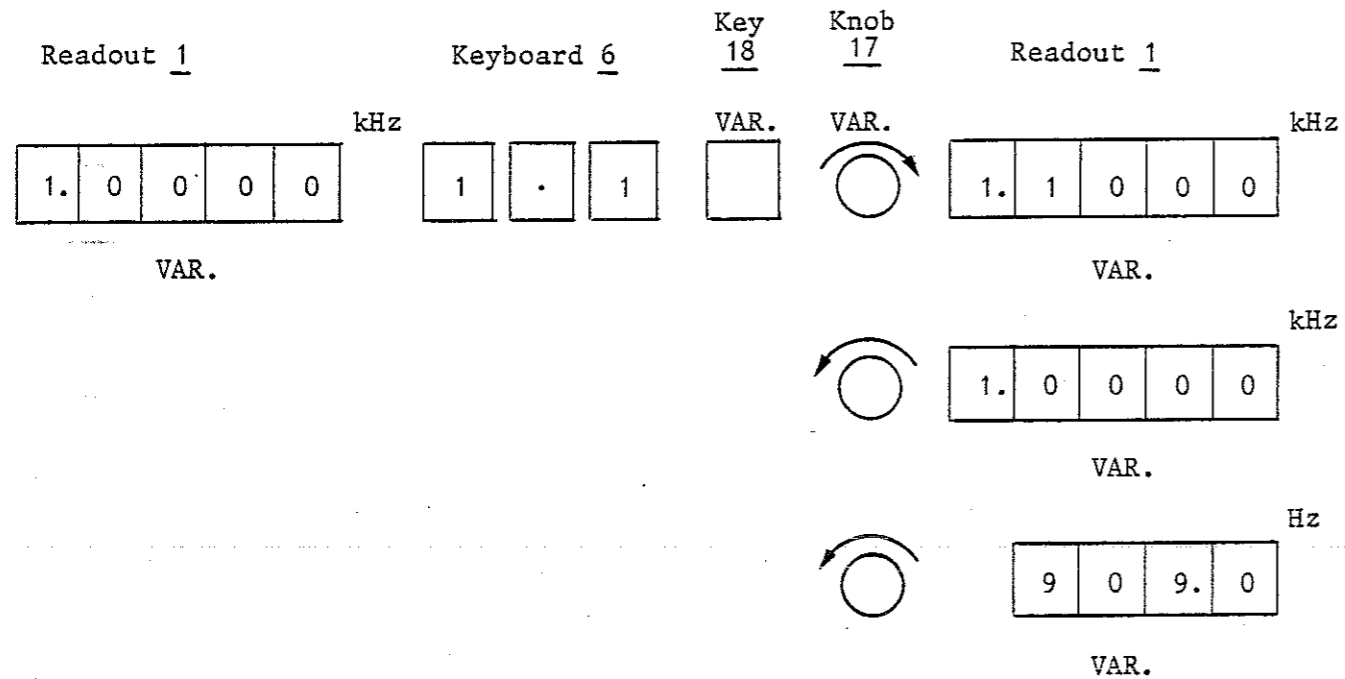 Key Knob
Readout 1 Keyboard 6 18 17 Readout 1
kHz VAR. VAR. kHz
1. 0 0 0 0 1 . 1 1. 1 0 0 0
VAR. VAR.
kHz
1. 0 0 0 0
VAR.
Hz
9 0 9. 0
VAR.